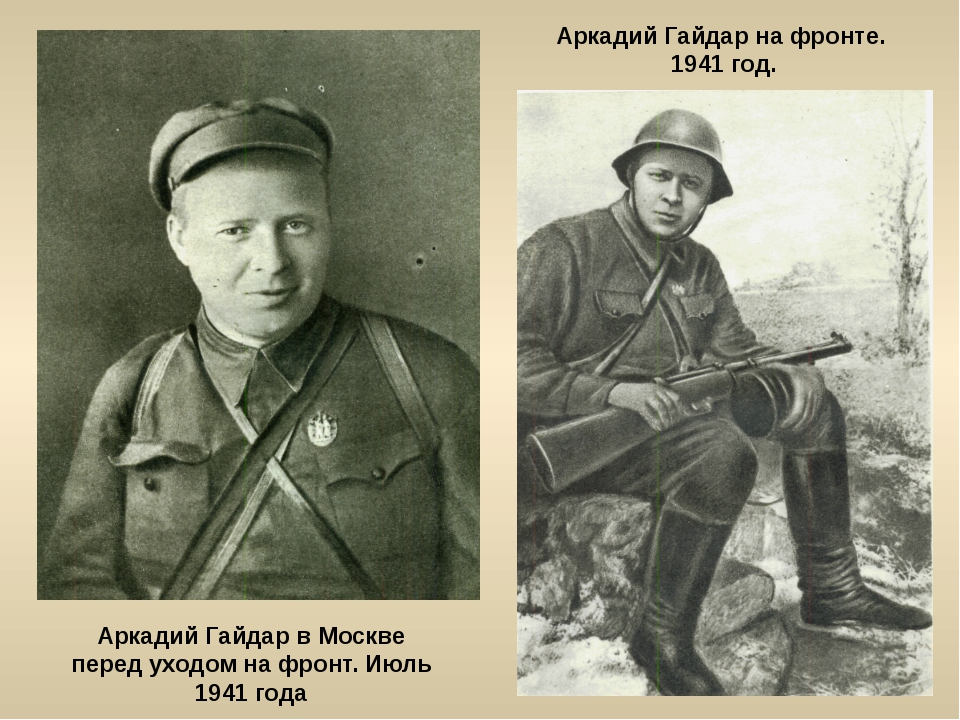 Аркадий Гайдар на фронте.
1941 год.
Аркадий Гайдар в Москве
перед уходом на фронт. Июль
1941 года